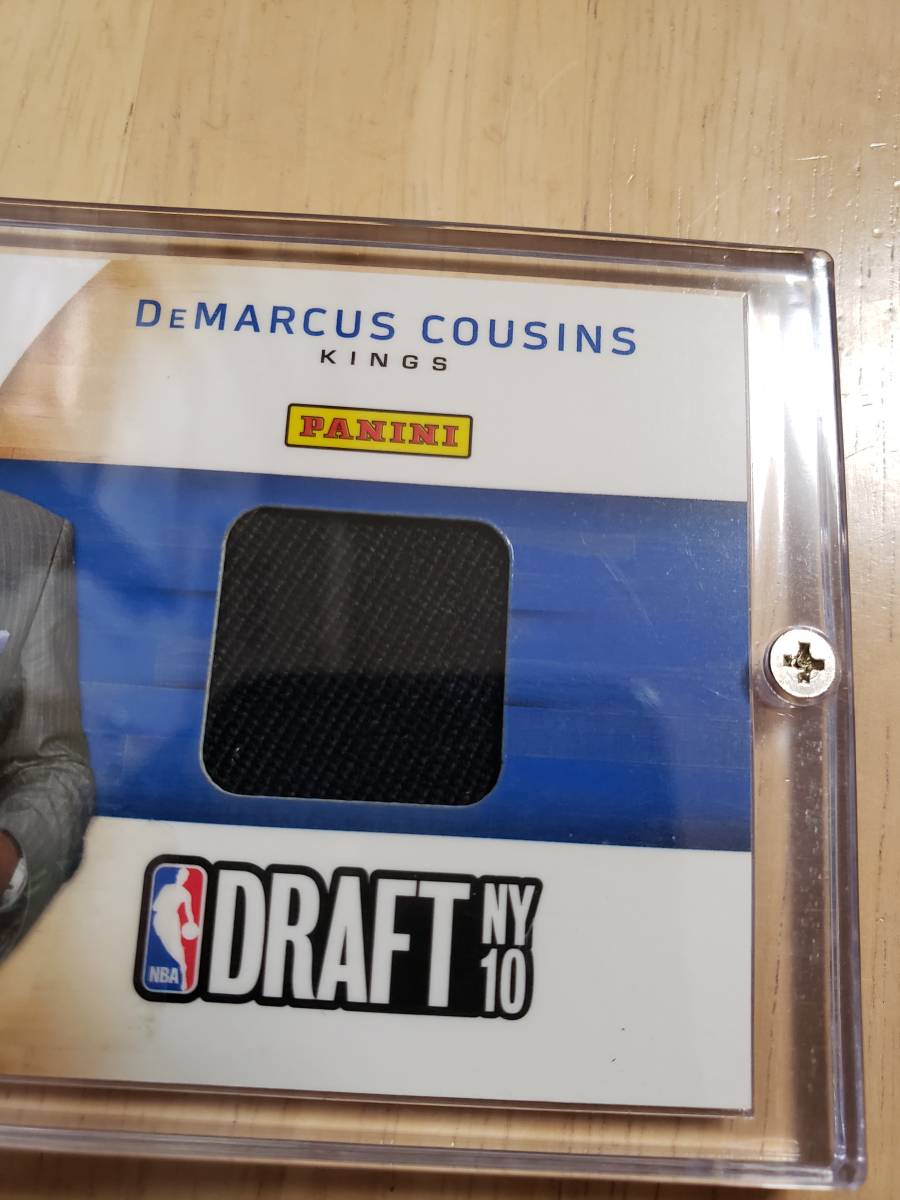 DeMARCUS COUSINS
KINGS
PANINI
NBA
DRAFT
NY
10